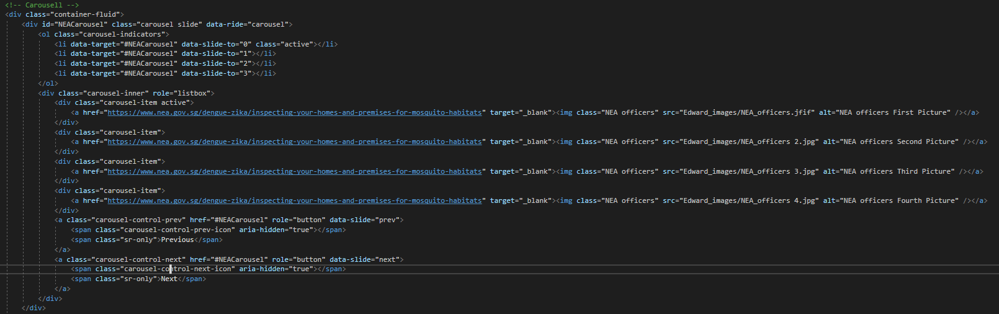 <!-- Carousell -->
<div class="container-fluid">
<div id="NEACarousel" class="carousel slide" data-ride="carousel">
<ol class="carousel-indicators">
<li data-target="#NEACarousel" data-slide-to="0" class="active"></li>
<li data-target="#NEACarousel" data-slide-to="1"></li>
<li data-target="#NEACarousel" data-slide-to="2"></li>
<li data-target="#NEACarousel" data-slide-to="3"></li>
</ol>
<div class="carousel-inner" role="listbox">
<div class="carousel-item active">
<a href="https://www.nea.gov.sg/dengue-zika/inspecting-your-homes-and-premises-for-mosquito-habitats" target="_blank"><img class="NEA officers" src="Edward_images/NEA_officers.jfif" alt="NEA officers First Picture" /></a>
</div>
<div class="carousel-item">
<a href="https://www.nea.gov.sg/dengue-zika/inspecting-your-homes-and-premises-for-mosquito-habitats" target="_blank"><img class="NEA officers" src="Edward_images/NEA_officers 2.jpg" alt="NEA officers Second Picture" /></a>
</div>
<div class="carousel-item">
<a href="https://www.nea.gov.sg/dengue-zika/inspecting-your-homes-and-premises-for-mosquito-habitats" target="_blank"><img class="NEA officers" src="Edward_images/NEA_officers 3.jpg" alt="NEA officers Third Picture" /></a>
</div>
<div class="carousel-item">
<a href="https://www.nea.gov.sg/dengue-zika/inspecting-your-homes-and-premises-for-mosquito-habitats" target="_blank"><img class="NEA officers" src="Edward_images/NEA_officers 4.jpg" alt="NEA officers Fourth Picture" /></a>
</div>
<a class="carousel-control-prev" href="#NEACarousel" role="button" data-slide="prev">
<span class="carousel-control-prev-icon" aria-hidden="true"></span>
<span class="sr-only">Previous</span>
</a>
<a class="carousel-control-next" href="#NEACarousel" role="button" data-slide="next">
<span class="carousel-control-next-icon" aria-hidden="true"></span>
<span class="sr-only">Next</span>
</a>
</div>
</div>